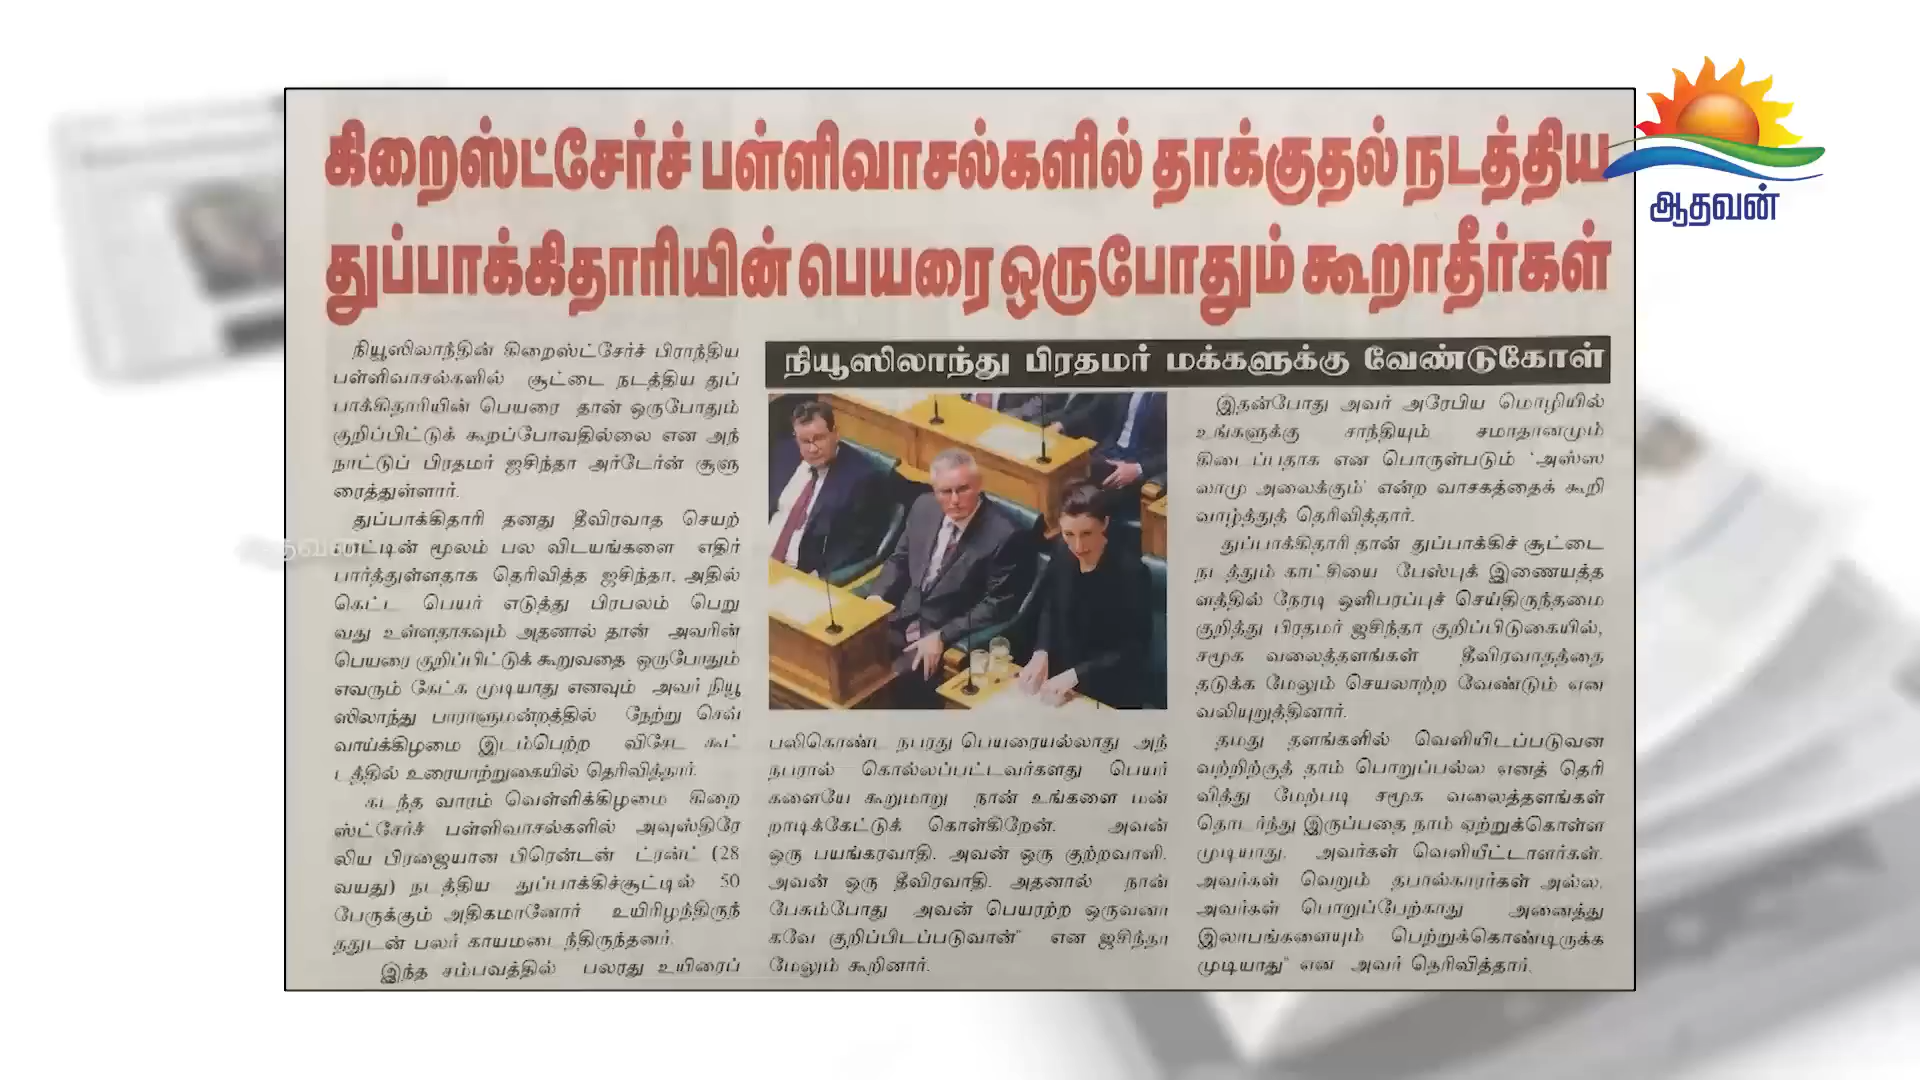 கிறைஸ்ட்சேர்ச் பள்ளிவாசல்களில் தாக்குதல் நடத்திய
துப்பாக்கிதாரியின் பெயரை ஒருபோதும் கூறாதீர்கள்
ஆதவன்
நியூஸிலாந்து பிரதமர் மக்களுக்கு வேண்டுகோள்
நியூஸிலாந்தின் கிறைஸ்ட்சேர்ச் பிராந்திய
பள்ளிவாசல்களில் சூட்டை நடத்திய துப்
பாக்கிதாரியின் பெயரை தான் ஒருபோதும்
குறிப்பிட்டுக் கூறப்போவதில்லை என அந்
நாட்டுப் பிரதமர் ஜசிந்தா அர்டேர்ன் சூளு
ரைத்துள்ளார்.
துப்பாக்கிதாரி தனது தீவிரவாத செயற்
பாட்டின் மூலம் பல விடயங்களை எதிர்
பார்த்துள்ளதாக தெரிவித்த ஜசிந்தா, அதில்
கெட்ட பெயர் எடுத்து பிரபலம் பெறு
வது உள்ளதாகவும் அதனால் தான் அவரின்
பெயரை குறிப்பிட்டுக் கூறுவதை ஒருபோதும்
எவரும் கேட்க முடியாது எனவும் அவர் நியூ
ஸிலாந்து பாராளுமன்றத்தில் நேற்று செவ்
வாய்க்கிழமை இடம்பெற்ற விசேட கூட்
டத்தில் உரையாற்றுகையில் தெரிவித்தார்.
கடந்த வாரம் வெள்ளிக்கிழமை கிறை
ஸ்ட்சேர்ச் பள்ளிவாசல்களில் அவுஸ்திரே
லிய பிரஜையான பிரென்டன் ட்ரன்ட் (28
வயது) நடத்திய துப்பாக்கிச்சூட்டில் 50
பேருக்கும் அதிகமானோர் உயிரிழந்திருந்
ததுடன் பலர் காயமடைந்திருந்தனர்.
இந்த சம்பவத்தில் பலரது உயிரைப்
பலிகொண்ட நபரது பெயரையல்லாது அந்
நபரால் கொல்லப்பட்டவர்களது பெயர்
களையே கூறுமாறு நான் உங்களை மன்
றாடிக்கேட்டுக் கொள்கிறேன். அவன்
ஒரு பயங்கரவாதி. அவன் ஒரு குற்றவாளி.
அவன் ஒரு தீவிரவாதி. அதனால் நான்
பேசும்போது அவன் பெயரற்ற ஒருவனா
கவே குறிப்பிடப்படுவான்" என ஜசிந்தா
மேலும் கூறினார்.
இதன்போது அவர் அரேபிய மொழியில்
உங்களுக்கு சாந்தியும் சமாதானமும்
கிடைப்பதாக என பொருள்படும் 'அஸ்ஸ
லாமு அலைக்கும்' என்ற வாசகத்தைக் கூறி
வாழ்த்துத் தெரிவித்தார்.
துப்பாக்கிதாரி தான் துப்பாக்கிச் சூட்டை
நடத்தும் காட்சியை பேஸ்புக் இணையத்த
ளத்தில் நேரடி ஒளிபரப்புச் செய்திருந்தமை
குறித்து பிரதமர் ஜசிந்தா குறிப்பிடுகையில்,
சமூக வலைத்தளங்கள் தீவிரவாதத்தை
தடுக்க மேலும் செயலாற்ற வேண்டும் என
வலியுறுத்தினார்.
தமது தளங்களில் வெளியிடப்படுவன
வற்றிற்குத் தாம் பொறுப்பல்ல எனத் தெரி
வித்து மேற்படி சமூக வலைத்தளங்கள்
தொடர்ந்து இருப்பதை நாம் ஏற்றுக்கொள்ள
முடியாது. அவர்கள் வெளியீட்டாளர்கள்.
அவர்கள் வெறும் தபால்காரர்கள் அல்ல.
அவர்கள் பொறுப்பேற்காது அனைத்து
இலாபங்களையும் பெற்றுக்கொண்டிருக்க
முடியாது" என அவர் தெரிவித்தார்.